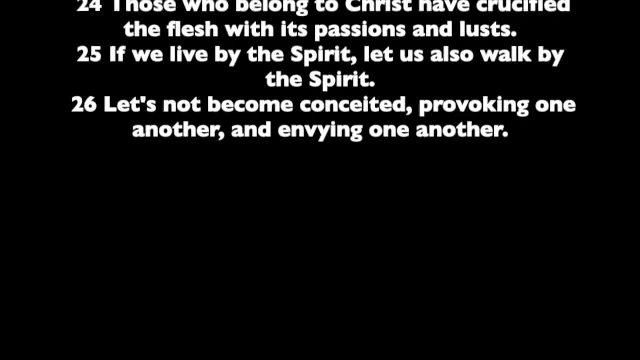 24 Those who belong to Christ have crucified
the flesh with its passions and lusts.
25 If we live by the Spirit, let us also walk by
the Spirit.
26 Let's not become conceited, provoking one
another, and envying one another.